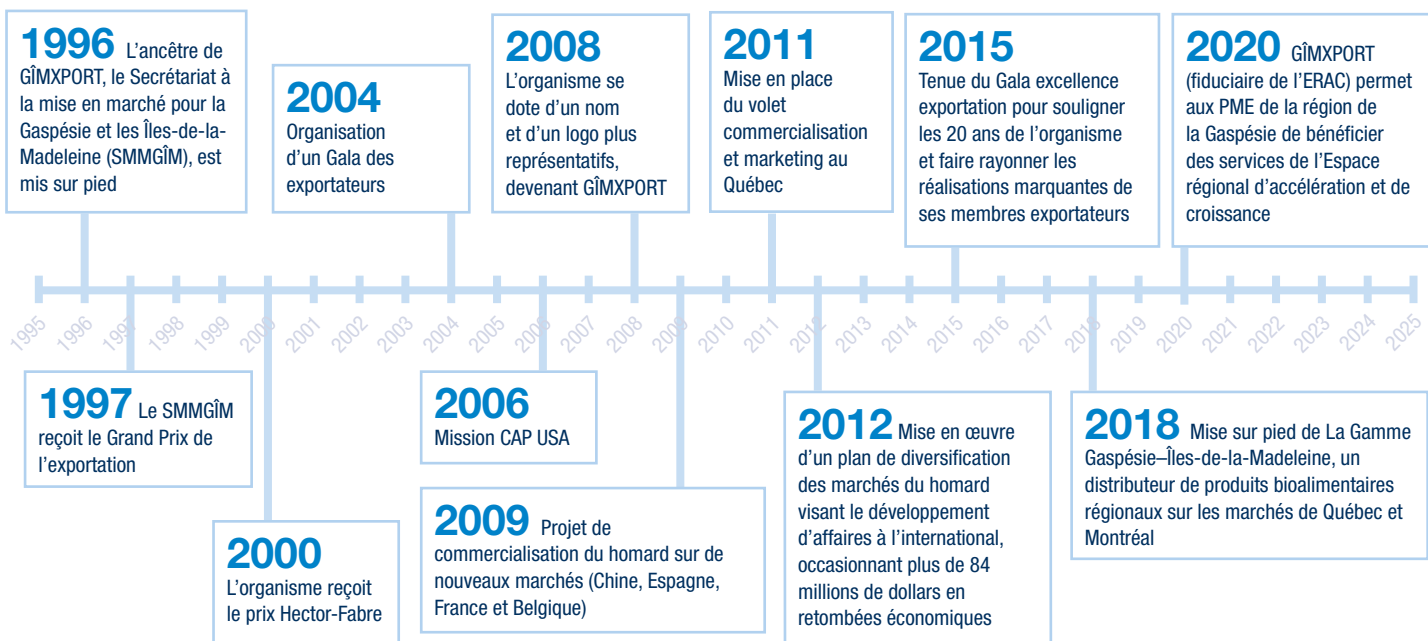 1996 L'ancêtre de
GÎMXPORT, le Secrétariat à
la mise en marché pour la
Gaspésie et les Îles-de-la-
Madeleine (SMMGÎM), est
mis sur pied
2004
Organisation
d'un Gala des
exportateurs
2008
L'organisme se
dote d'un nom
et d'un logo plus
représentatifs,
devenant GÎMXPORT
2011
Mise en place
du volet
commercialisation
et marketing au
Québec
2015
Tenue du Gala excellence
exportation pour souligner
les 20 ans de l'organisme
et faire rayonner les
réalisations marquantes de
ses membres exportateurs
2020 GÎMXPORT
(fiduciaire de l'ERAC) permet
aux PME de la région de
la Gaspésie de bénéficier
des services de l'Espace
régional d'accélération et de
croissance
1995
1996
1997
1998
1999
2000
2001
2002
2003
2004
2005
2006
2007
2008
2009
2010
2011
2012
2013
2014
2015
2016
2017
2018
2019
2020
2021
2022
2023
2024
2025
1997 Le SMMGÎM
reçoit le Grand Prix de
l'exportation
2000
L'organisme reçoit
le prix Hector-Fabre
2006
Mission CAP USA
2009 Projet de
commercialisation du homard sur de
nouveaux marchés (Chine, Espagne,
France et Belgique)
2012 Mise en œuvre
d'un plan de diversification
des marchés du homard
visant le développement
d'affaires à l'international,
occasionnant plus de 84
millions de dollars en
retombées économiques
2018 Mise sur pied de La Gamme
Gaspésie–Îles-de-la-Madeleine, un
distributeur de produits bioalimentaires
régionaux sur les marchés de Québec et
Montréal